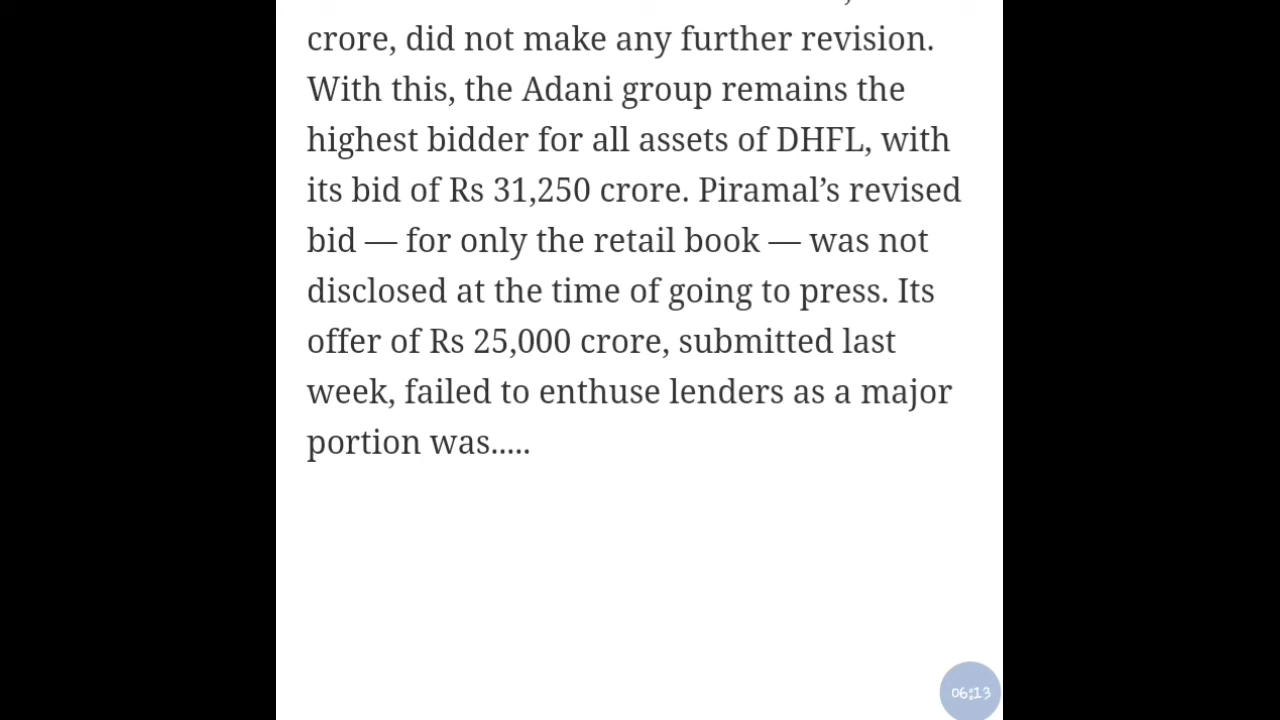 crore, did not make any further revision.
With this, the Adani group remains the
highest bidder for all assets of DHFL, with
its bid of Rs 31,250 crore. Piramal’s revised
bid — for only the retail book — was not
disclosed at the time of going to press. Its
offer of Rs 25,000 crore, submitted last
week, failed to enthuse lenders as a major
portion was.....
06:13